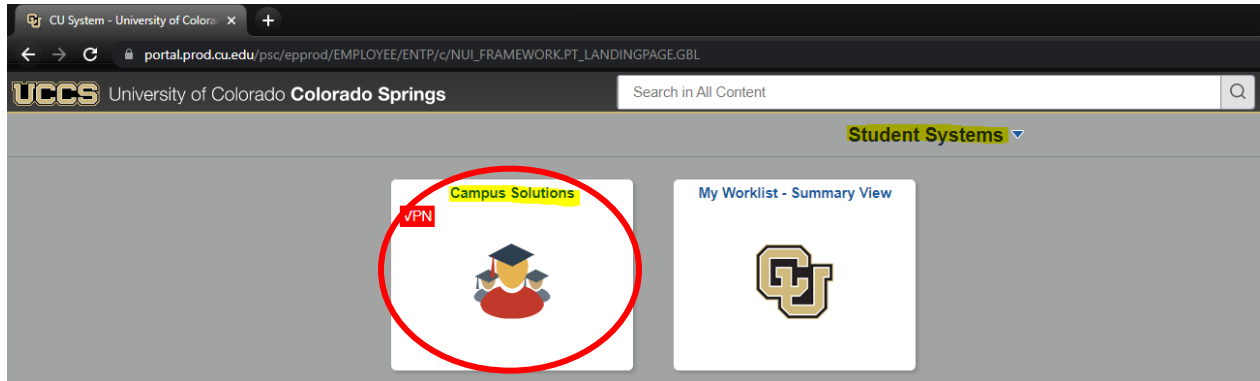 CU System - University of Colora
portal.prod.cu.edu/psc/epprod/EMPLOYEE/ENTP/c/NUI_FRAMEWORK.PT_LANDINGPAGE.GBL
UCCS University of Colorado Colorado Springs
Search in All Content
Student Systems
Campus Solutions
VPN
My Worklist - Summary View
CU